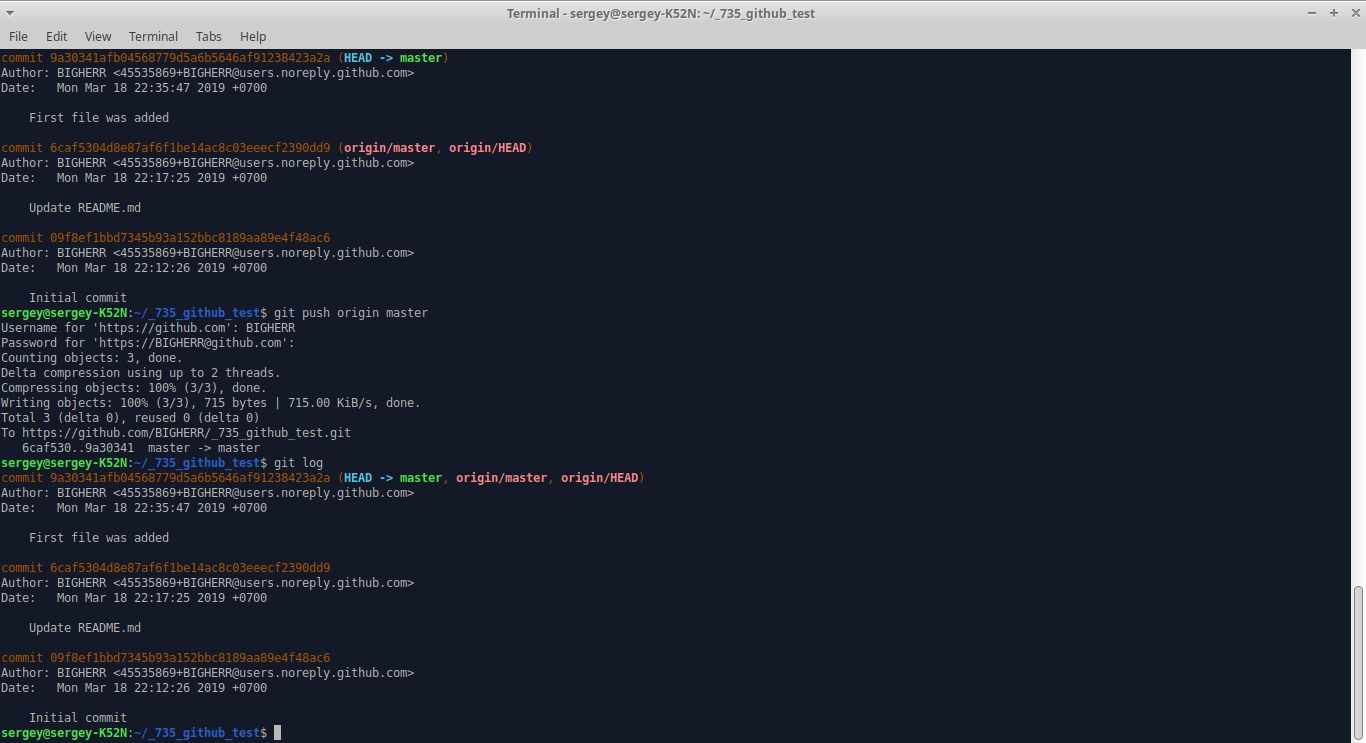 Terminal - sergey@sergey-K52N: ~/_735_github_test
File Edit View Terminal Tabs Help
commit 9a30341afb04568779d5a6b5646af91238423a2a (HEAD -> master)
Author: BIGHERR <45535869+BIGHERR@users.noreply.github.com>
Date:   Mon Mar 18 22:35:47 2019 +0700
    First file was added
commit 6caf5304d8e87af6f1be14ac8c03eeecf2390dd9 (origin/master, origin/HEAD)
Author: BIGHERR <45535869+BIGHERR@users.noreply.github.com>
Date:   Mon Mar 18 22:17:25 2019 +0700
    Update README.md
commit 09f8ef1bbd7345b93a152bbc8189aa89e4f48ac6
Author: BIGHERR <45535869+BIGHERR@users.noreply.github.com>
Date:   Mon Mar 18 22:12:26 2019 +0700
    Initial commit
sergey@sergey-K52N:~/_735_github_test$ git push origin master
Username for 'https://github.com': BIGHERR
Password for 'https://BIGHERR@github.com':
Counting objects: 3, done.
Delta compression using up to 2 threads.
Compressing objects: 100% (3/3), done.
Writing objects: 100% (3/3), 715 bytes | 715.00 KiB/s, done.
Total 3 (delta 0), reused 0 (delta 0)
To https://github.com/BIGHERR/_735_github_test.git
   6caf530..9a30341  master -> master
sergey@sergey-K52N:~/_735_github_test$ git log
commit 9a30341afb04568779d5a6b5646af91238423a2a (HEAD -> master, origin/master, origin/HEAD)
Author: BIGHERR <45535869+BIGHERR@users.noreply.github.com>
Date:   Mon Mar 18 22:35:47 2019 +0700
    First file was added
commit 6caf5304d8e87af6f1be14ac8c03eeecf2390dd9
Author: BIGHERR <45535869+BIGHERR@users.noreply.github.com>
Date:   Mon Mar 18 22:17:25 2019 +0700
    Update README.md
commit 09f8ef1bbd7345b93a152bbc8189aa89e4f48ac6
Author: BIGHERR <45535869+BIGHERR@users.noreply.github.com>
Date:   Mon Mar 18 22:12:26 2019 +0700
    Initial commit
sergey@sergey-K52N:~/_735_github_test$